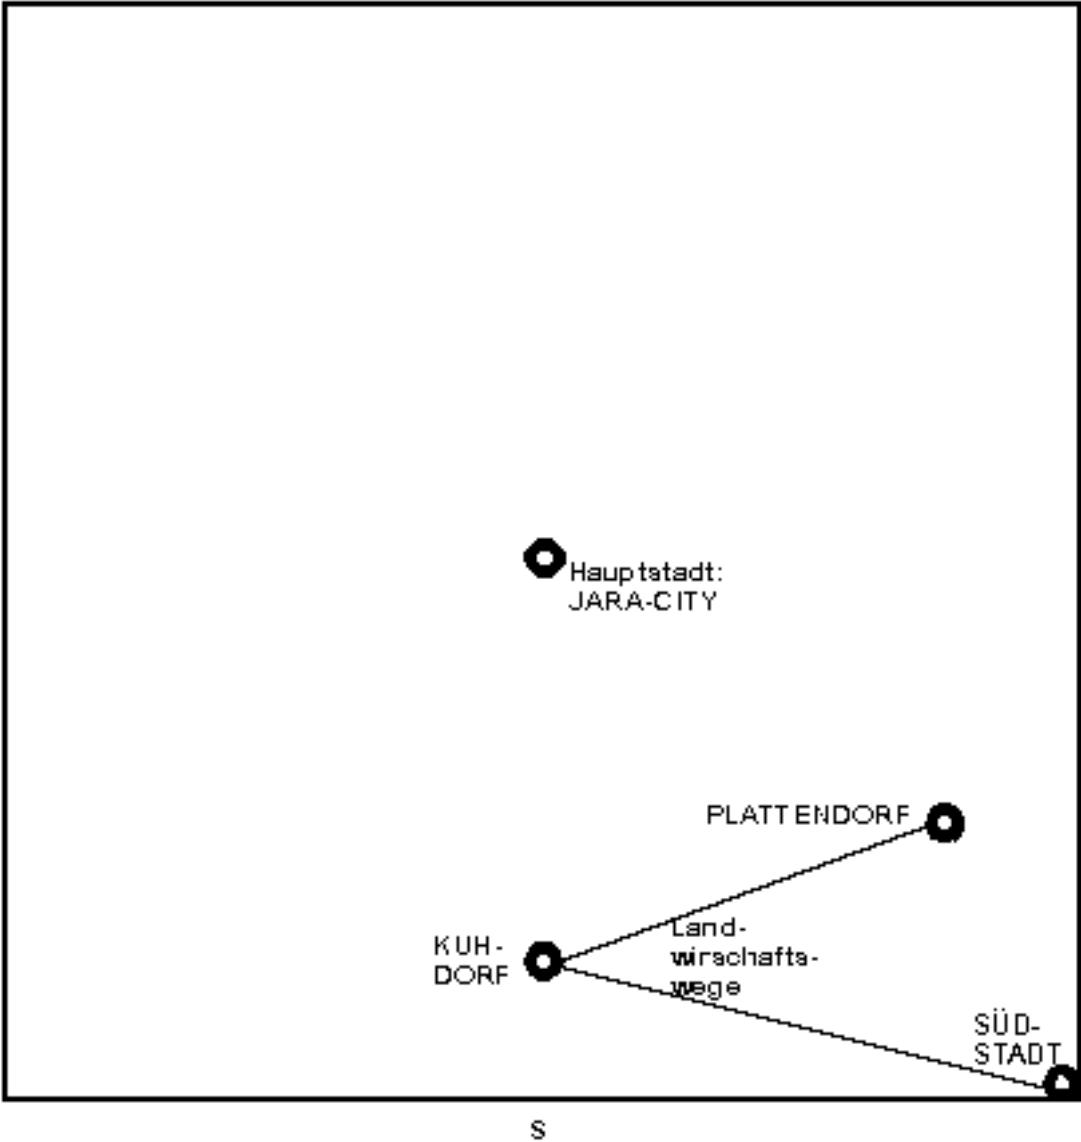 Hauptstadt:
JARA-CITY
PLATTENDORF
KUH-
DORF
Land-
wirschafts-
wege
SÜD-
STADT
S